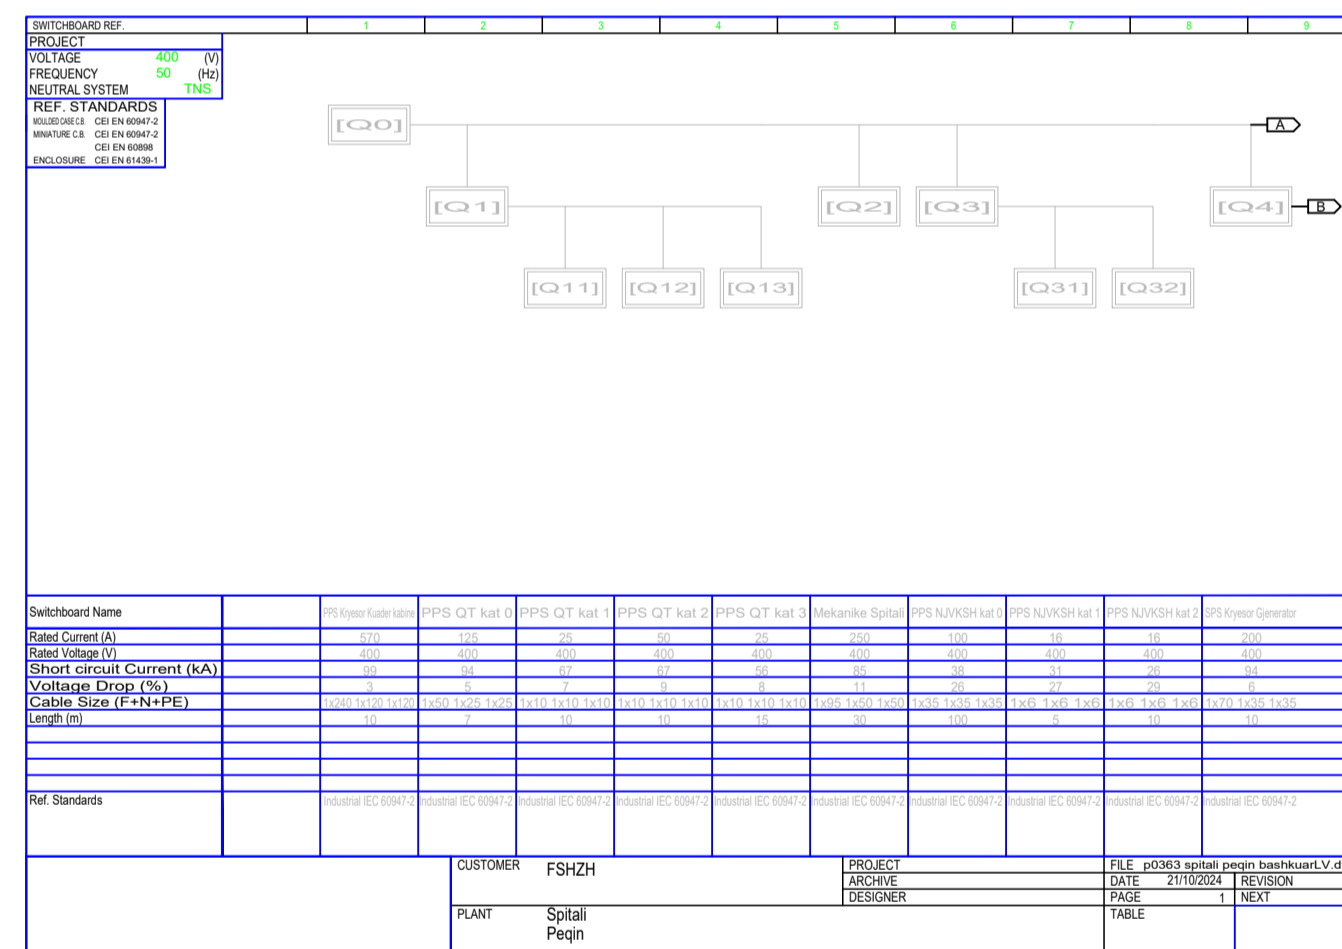 SWITCHBOARD REF. 1 2 3 4 5 6 7 8 9
PROJECT
VOLTAGE 400 (V)
FREQUENCY 50 (Hz)
NEUTRAL SYSTEM TNS
REF. STANDARDS
MOULDED CASE C.B. CEI EN 60947-2
MINIATURE C.B. CEI EN 60947-2
CEI EN 60898
ENCLOSURE CEI EN 61439-1
[Q0] A
[Q1] [Q2] [Q3] [Q4] B
[Q11] [Q12] [Q13] [Q31] [Q32]
Switchboard Name PPS Kryesor Kuader kabine PPS QT kat 0 PPS QT kat 1 PPS QT kat 2 PPS QT kat 3 Mekanike Spitali PPS NJVKSH kat 0 PPS NJVKSH kat 1 PPS NJVKSH kat 2 SPS Kryesor Gjenerator
Rated Current (A) 570 125 25 50 25 250 100 16 16 200
Rated Voltage (V) 400 400 400 400 400 400 400 400 400 400
Short circuit Current (kA) 99 94 67 67 56 85 38 31 26 94
Voltage Drop (%) 3 5 7 9 8 11 26 27 29 6
Cable Size (F+N+PE) 1x240 1x120 1x120 1x50 1x25 1x25 1x10 1x10 1x10 1x10 1x10 1x10 1x10 1x10 1x10 1x95 1x50 1x50 1x35 1x35 1x35 1x6 1x6 1x6 1x6 1x6 1x6 1x70 1x35 1x35
Length (m) 10 7 10 10 15 30 100 5 10 10
Ref. Standards Industrial IEC 60947-2 Industrial IEC 60947-2 Industrial IEC 60947-2 Industrial IEC 60947-2 Industrial IEC 60947-2 Industrial IEC 60947-2 Industrial IEC 60947-2 Industrial IEC 60947-2 Industrial IEC 60947-2 Industrial IEC 60947-2
CUSTOMER FSHZH PROJECT FILE p0363 spitali peqin bashkuarLV.d
ARCHIVE DATE 21/10/2024 REVISION
DESIGNER PAGE 1 NEXT
PLANT Spitali TABLE
Peqin